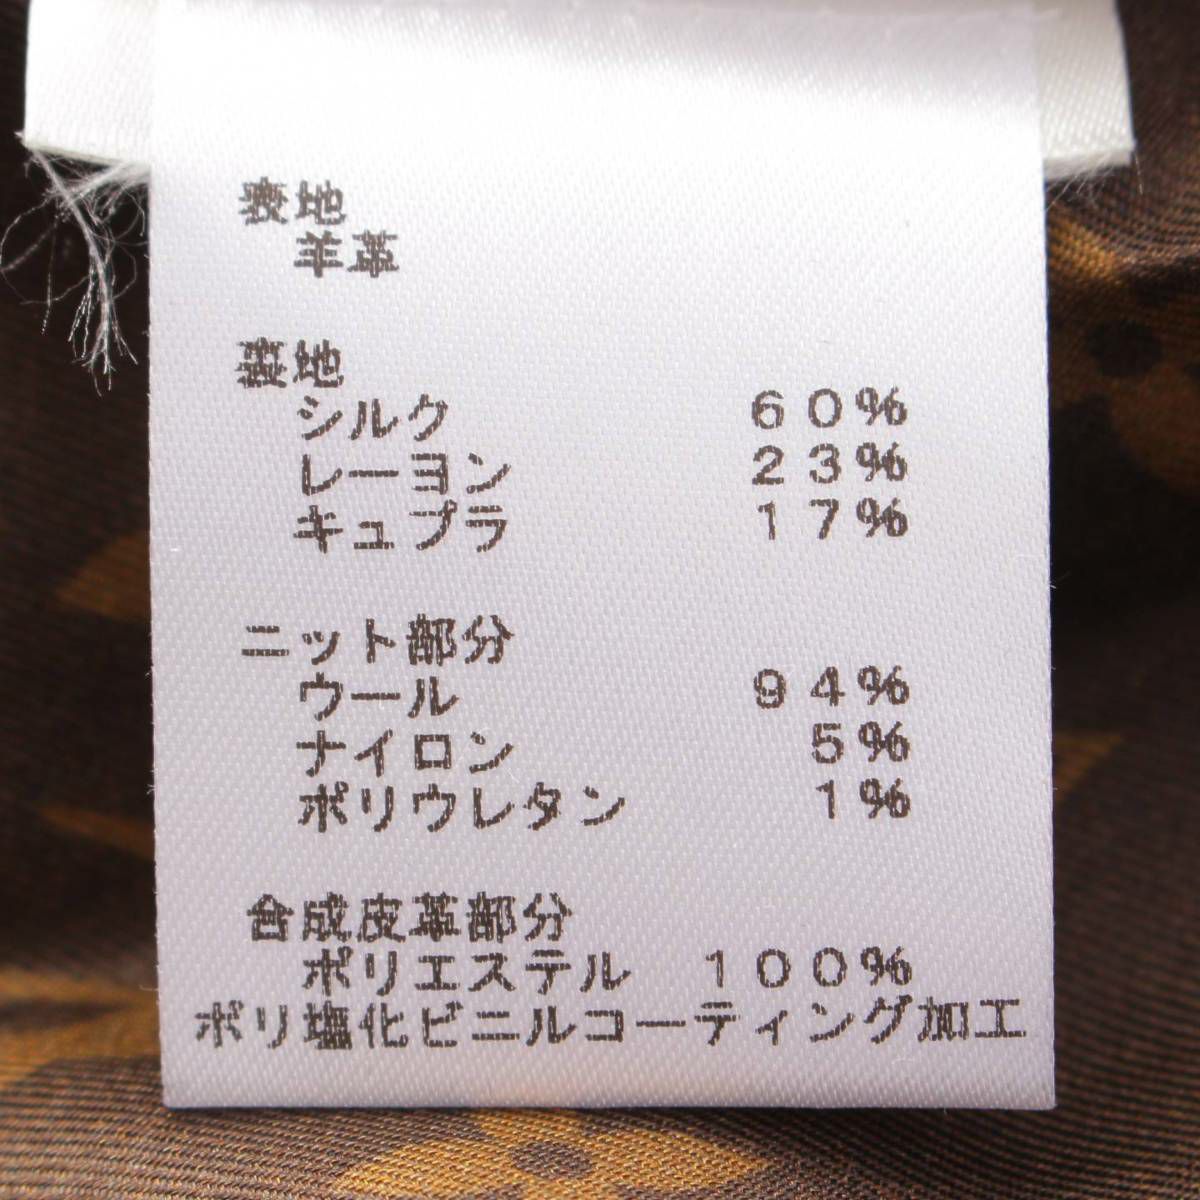 表地
羊革
裏地
シルク 60%
レーヨン 23%
キュプラ 17%
ニット部分
ウール 94%
ナイロン 5%
ポリウレタン 1%
合成皮革部分
ポリエステル 100%
ポリ塩化ビニルコーティング加工